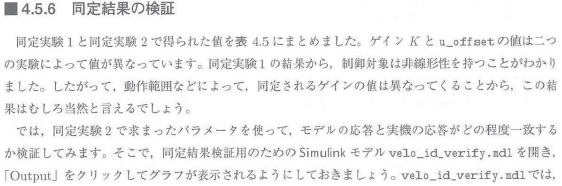 ■ 4.5.6 同定結果の検証
同定実験 1 と同定実験 2 で得られた値を表 4.5 にまとめました。ゲイン K と u_offset の値は二つ
の実験によって値が異なっています。同定実験1 の結果から，制御対象は非線形性を持つことがわかり
ました。したがって，動作範囲などによって，同定されるゲインの値は異なってくることから，この結
果はむしろ当然と言えるでしょう。
では，同定実験 2 で求まったパラメータを使って，モデルの応答と実機の応答がどの程度一致する
か検証してみます。そこで，同定結果検証用のための Simulink モデル velo_id_verify.mdl を開き，
「Output」をクリックしてグラフが表示されるようにしておきましょう。velo_id_verify.mdl では，